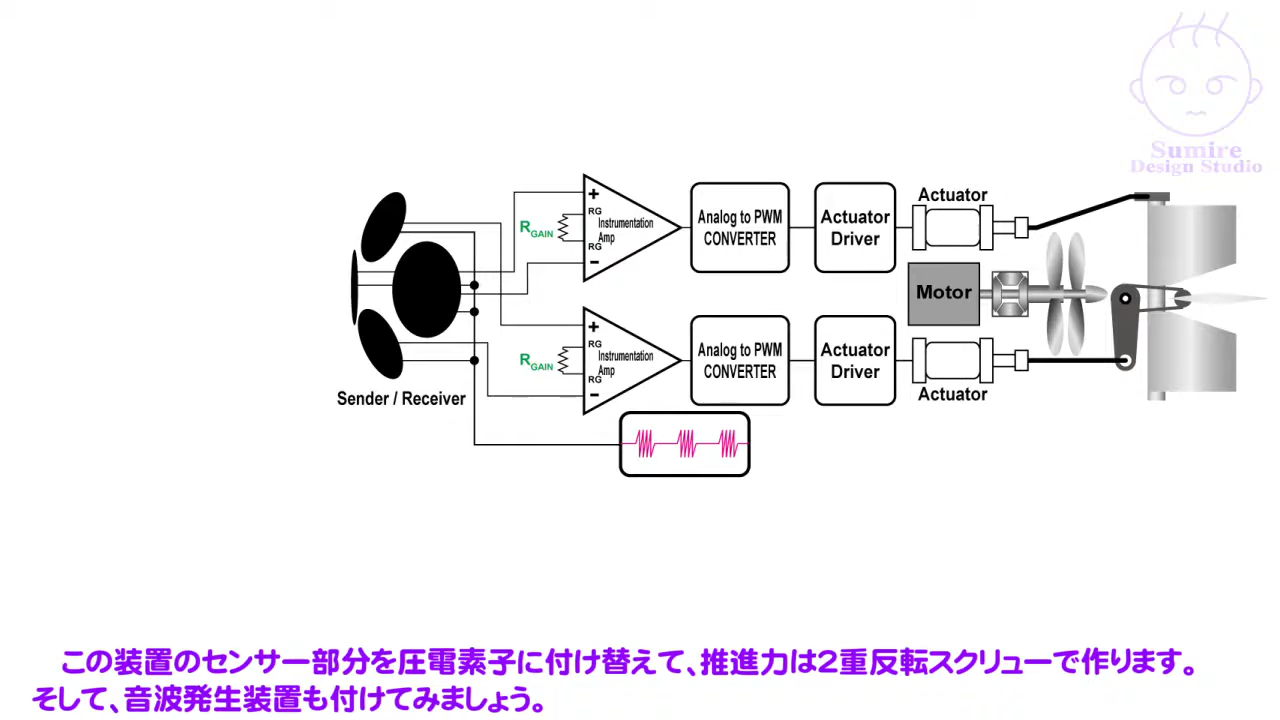 Sumire
Design Studio
+
RG
RGAIN
Instrumentation
Amp
RG
-
Analog to PWM
CONVERTER
Actuator
Driver
Actuator
Motor
+
RG
RGAIN
Instrumentation
Amp
RG
-
Analog to PWM
CONVERTER
Actuator
Driver
Actuator
Sender / Receiver
この装置のセンサー部分を圧電素子に付け替えて、推進力は２重反転スクリューで作ります。
そして、音波発生装置も付けてみましょう。